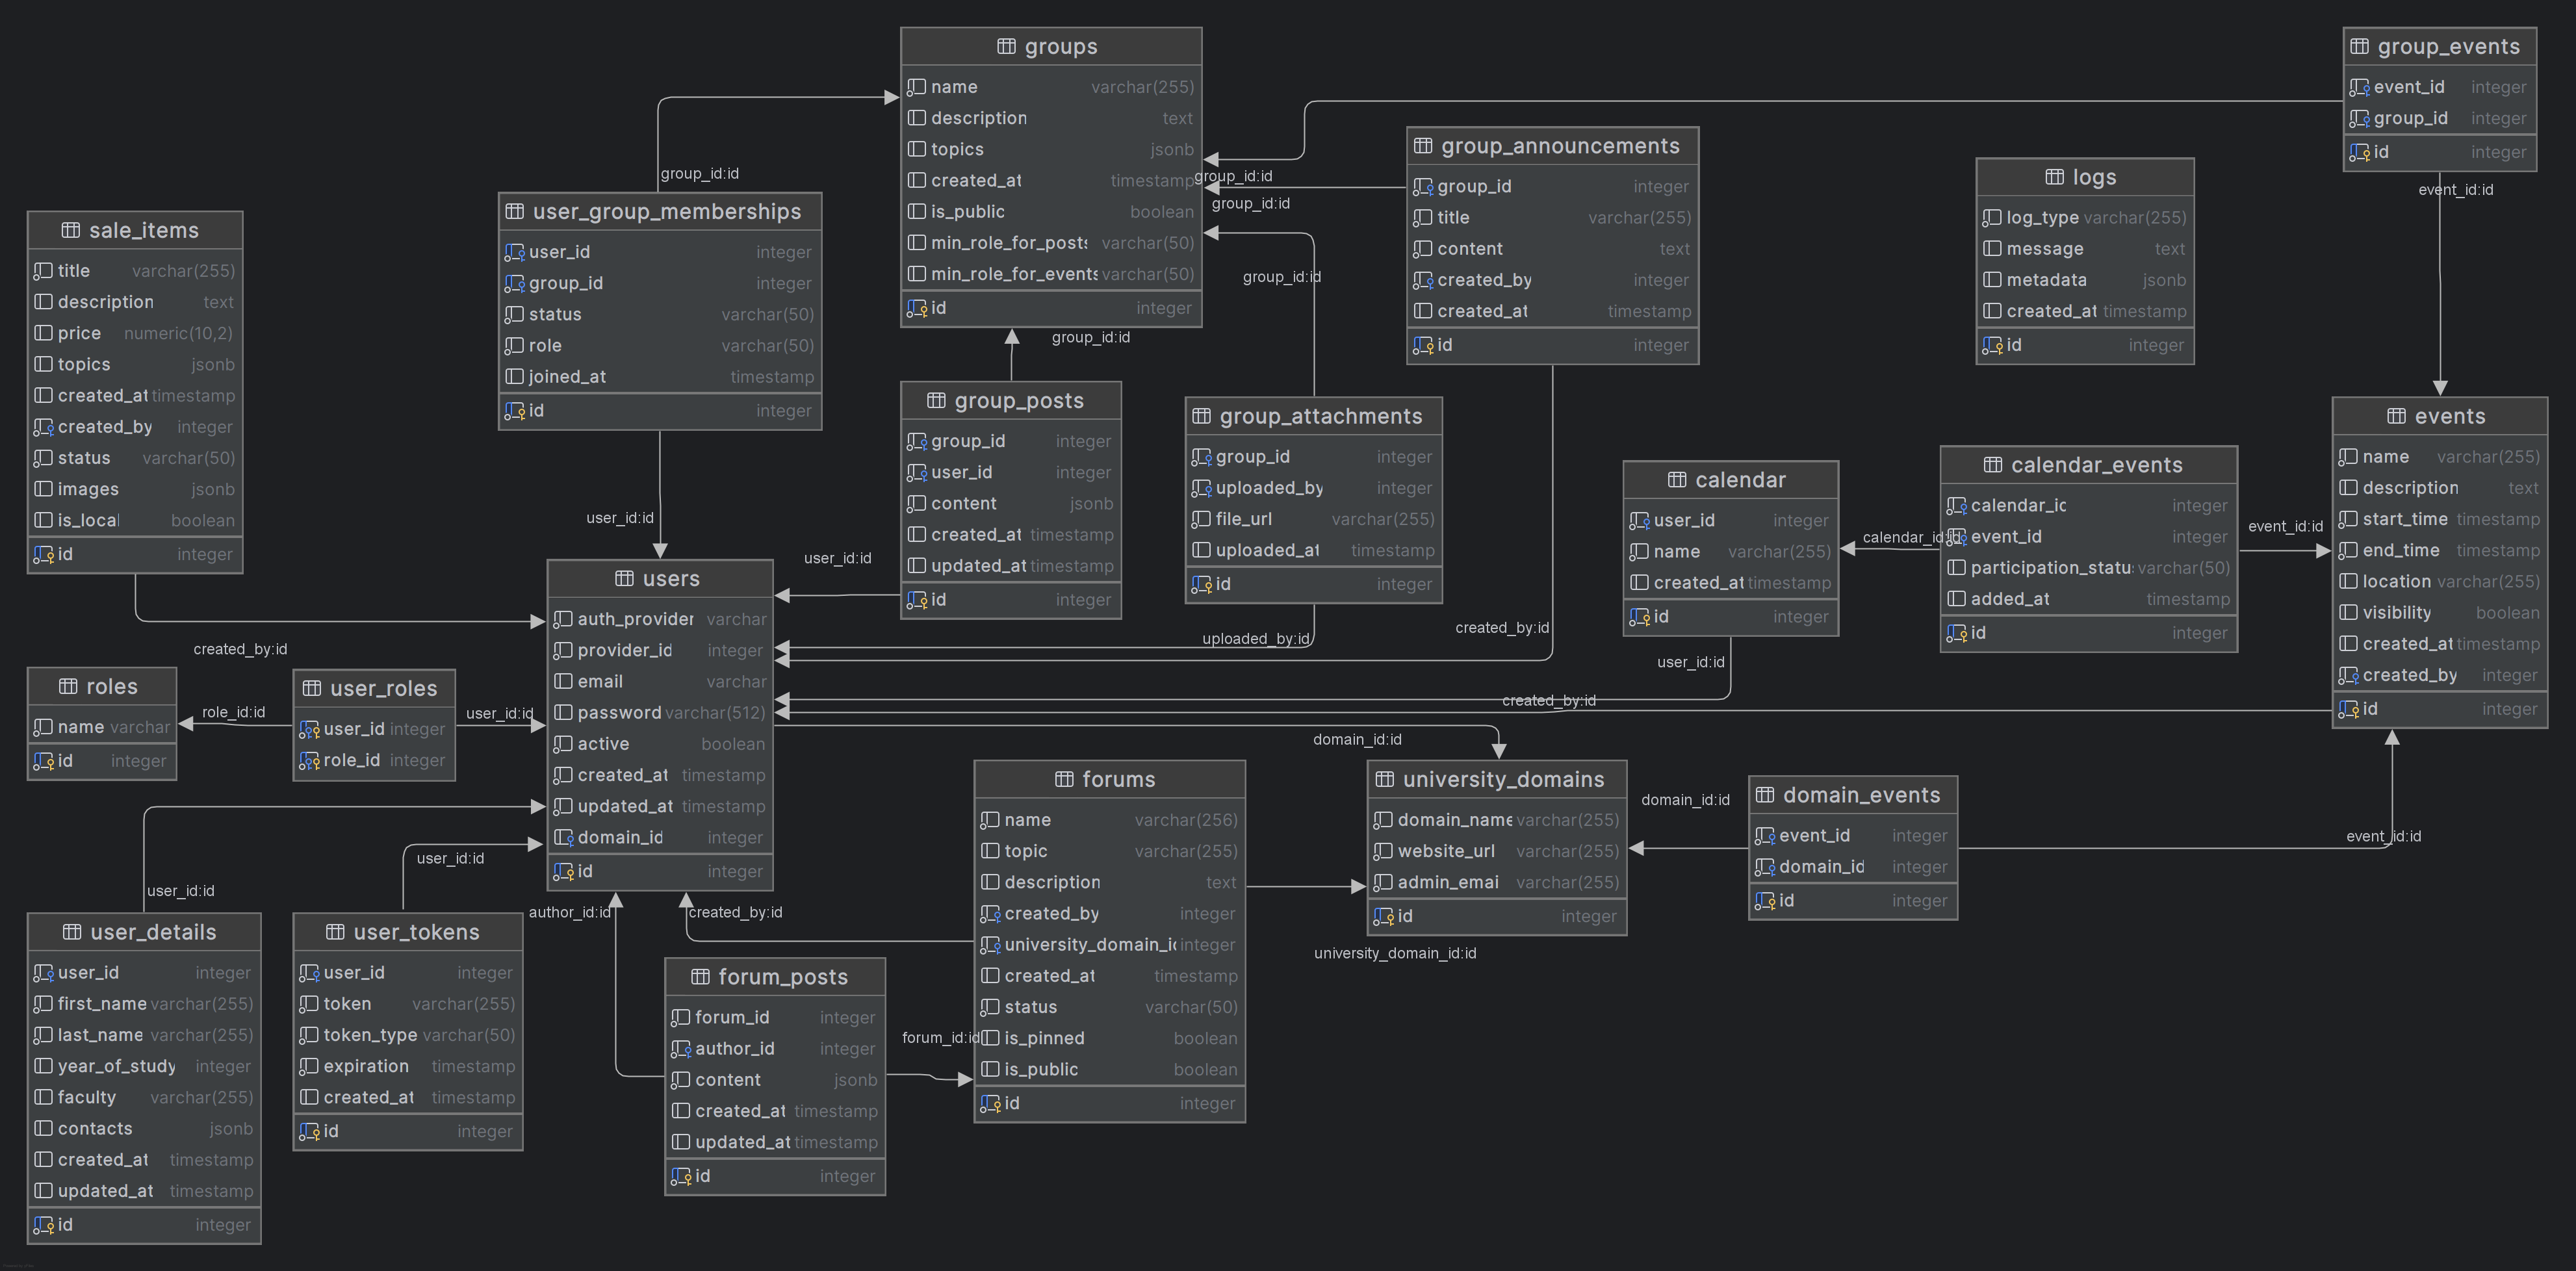 groups
name varchar(255)
description text
topics jsonb
created_at timestamp
is_public boolean
min_role_for_posts varchar(50)
min_role_for_events varchar(50)
id integer
group_events
event_id integer
group_id integer
id integer
group_announcements
group_id integer
title varchar(255)
content text
created_by integer
created_at timestamp
id integer
logs
log_type varchar(255)
message text
metadata jsonb
created_at timestamp
id integer
group_id:id
group_id:id
group_id:id
group_id:id
group_id:id
event_id:id
user_group_memberships
user_id integer
group_id integer
status varchar(50)
role varchar(50)
joined_at timestamp
id integer
sale_items
title varchar(255)
description text
price numeric(10,2)
topics jsonb
created_at timestamp
created_by integer
status varchar(50)
images jsonb
is_local boolean
id integer
group_posts
group_id integer
user_id integer
content jsonb
created_at timestamp
updated_at timestamp
id integer
group_attachments
group_id integer
uploaded_by integer
file_url varchar(255)
uploaded_at timestamp
id integer
calendar
user_id integer
name varchar(255)
created_at timestamp
id integer
calendar_events
calendar_id integer
event_id integer
participation_statu varchar(50)
added_at timestamp
id integer
events
name varchar(255)
description text
start_time timestamp
end_time timestamp
location varchar(255)
visibility boolean
created_at timestamp
created_by integer
id integer
user_id:id
user_id:id
calendar_id:id
event_id:id
uploaded_by:id
created_by:id
user_id:id
created_by:id
created_by:id
users
auth_provider varchar
provider_id integer
email varchar
password varchar(512)
active boolean
created_at timestamp
updated_at timestamp
domain_id integer
id integer
roles
name varchar
id integer
role_id:id
user_roles
user_id integer
role_id integer
user_id:id
domain_id:id
forums
name varchar(256)
topic varchar(255)
description text
created_by integer
university_domain_id integer
created_at timestamp
status varchar(50)
is_pinned boolean
is_public boolean
id integer
university_domains
domain_name varchar(255)
website_url varchar(255)
admin_emai varchar(255)
id integer
domain_id:id
domain_events
event_id integer
domain_id integer
id integer
event_id:id
university_domain_id:id
user_id:id
user_id:id
author_id:id
created_by:id
forum_id:id
user_details
user_id integer
first_name varchar(255)
last_name varchar(255)
year_of_study integer
faculty varchar(255)
contacts jsonb
created_at timestamp
updated_at timestamp
id integer
user_tokens
user_id integer
token varchar(255)
token_type varchar(50)
expiration timestamp
created_at timestamp
id integer
forum_posts
forum_id integer
author_id integer
content jsonb
created_at timestamp
updated_at timestamp
id integer